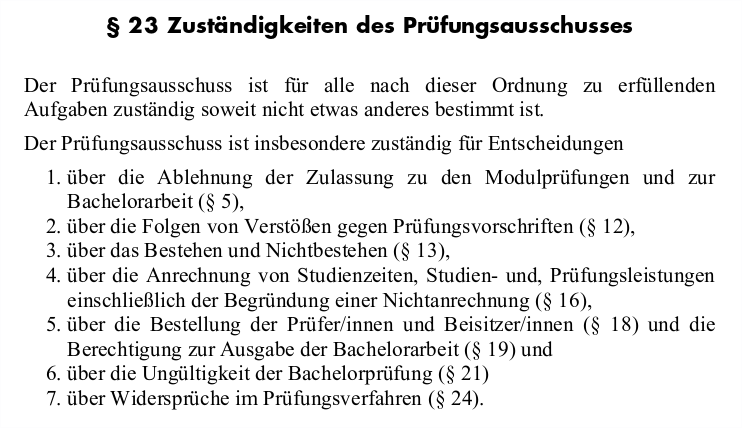 § 23 Zuständigkeiten des Prüfungsausschusses
Der Prüfungsausschuss ist für alle nach dieser Ordnung zu erfüllenden
Aufgaben zuständig soweit nicht etwas anderes bestimmt ist.
Der Prüfungsausschuss ist insbesondere zuständig für Entscheidungen
1. über die Ablehnung der Zulassung zu den Modulprüfungen und zur
Bachelorarbeit (§ 5),
2. über die Folgen von Verstößen gegen Prüfungsvorschriften (§ 12),
3. über das Bestehen und Nichtbestehen (§ 13),
4. über die Anrechnung von Studienzeiten, Studien- und, Prüfungsleistungen
einschließlich der Begründung einer Nichtanrechnung (§ 16),
5. über die Bestellung der Prüfer/innen und Beisitzer/innen (§ 18) und die
Berechtigung zur Ausgabe der Bachelorarbeit (§ 19) und
6. über die Ungültigkeit der Bachelorprüfung (§ 21)
7. über Widersprüche im Prüfungsverfahren (§ 24).